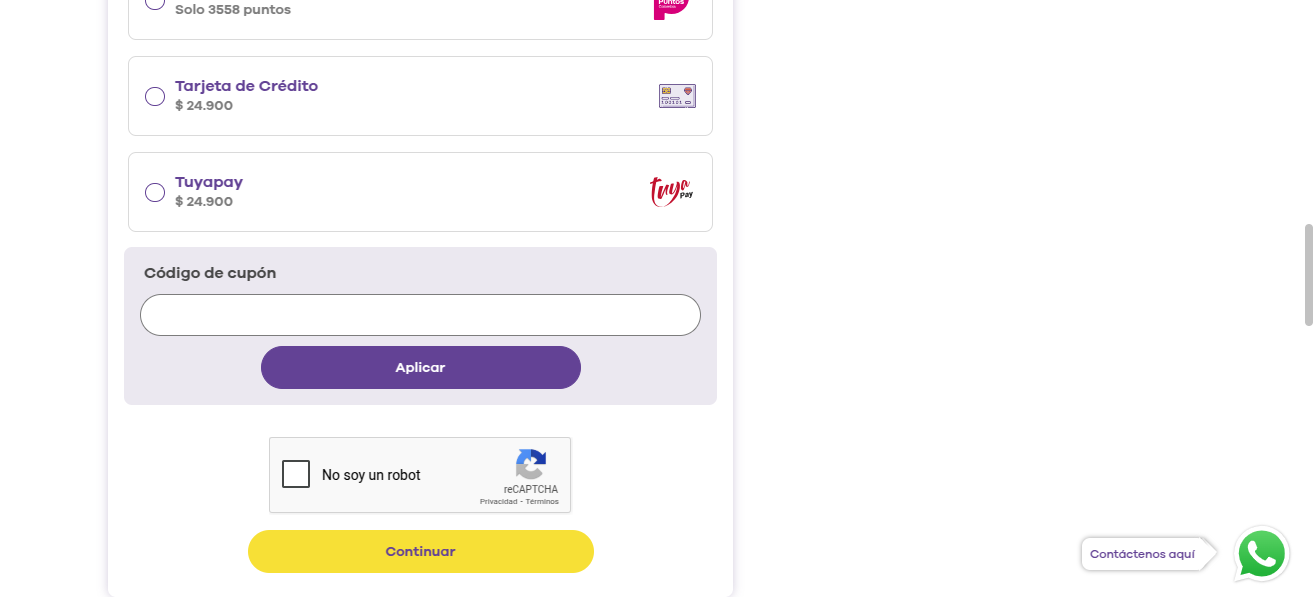 Solo 3558 puntos
Puntos
Colombia
Tarjeta de Crédito
$ 24.900
Tuyapay
$ 24.900
tuya
Pay
Código de cupón
Aplicar
No soy un robot
reCAPTCHA
Privacidad - Términos
Continuar
Contáctenos aquí